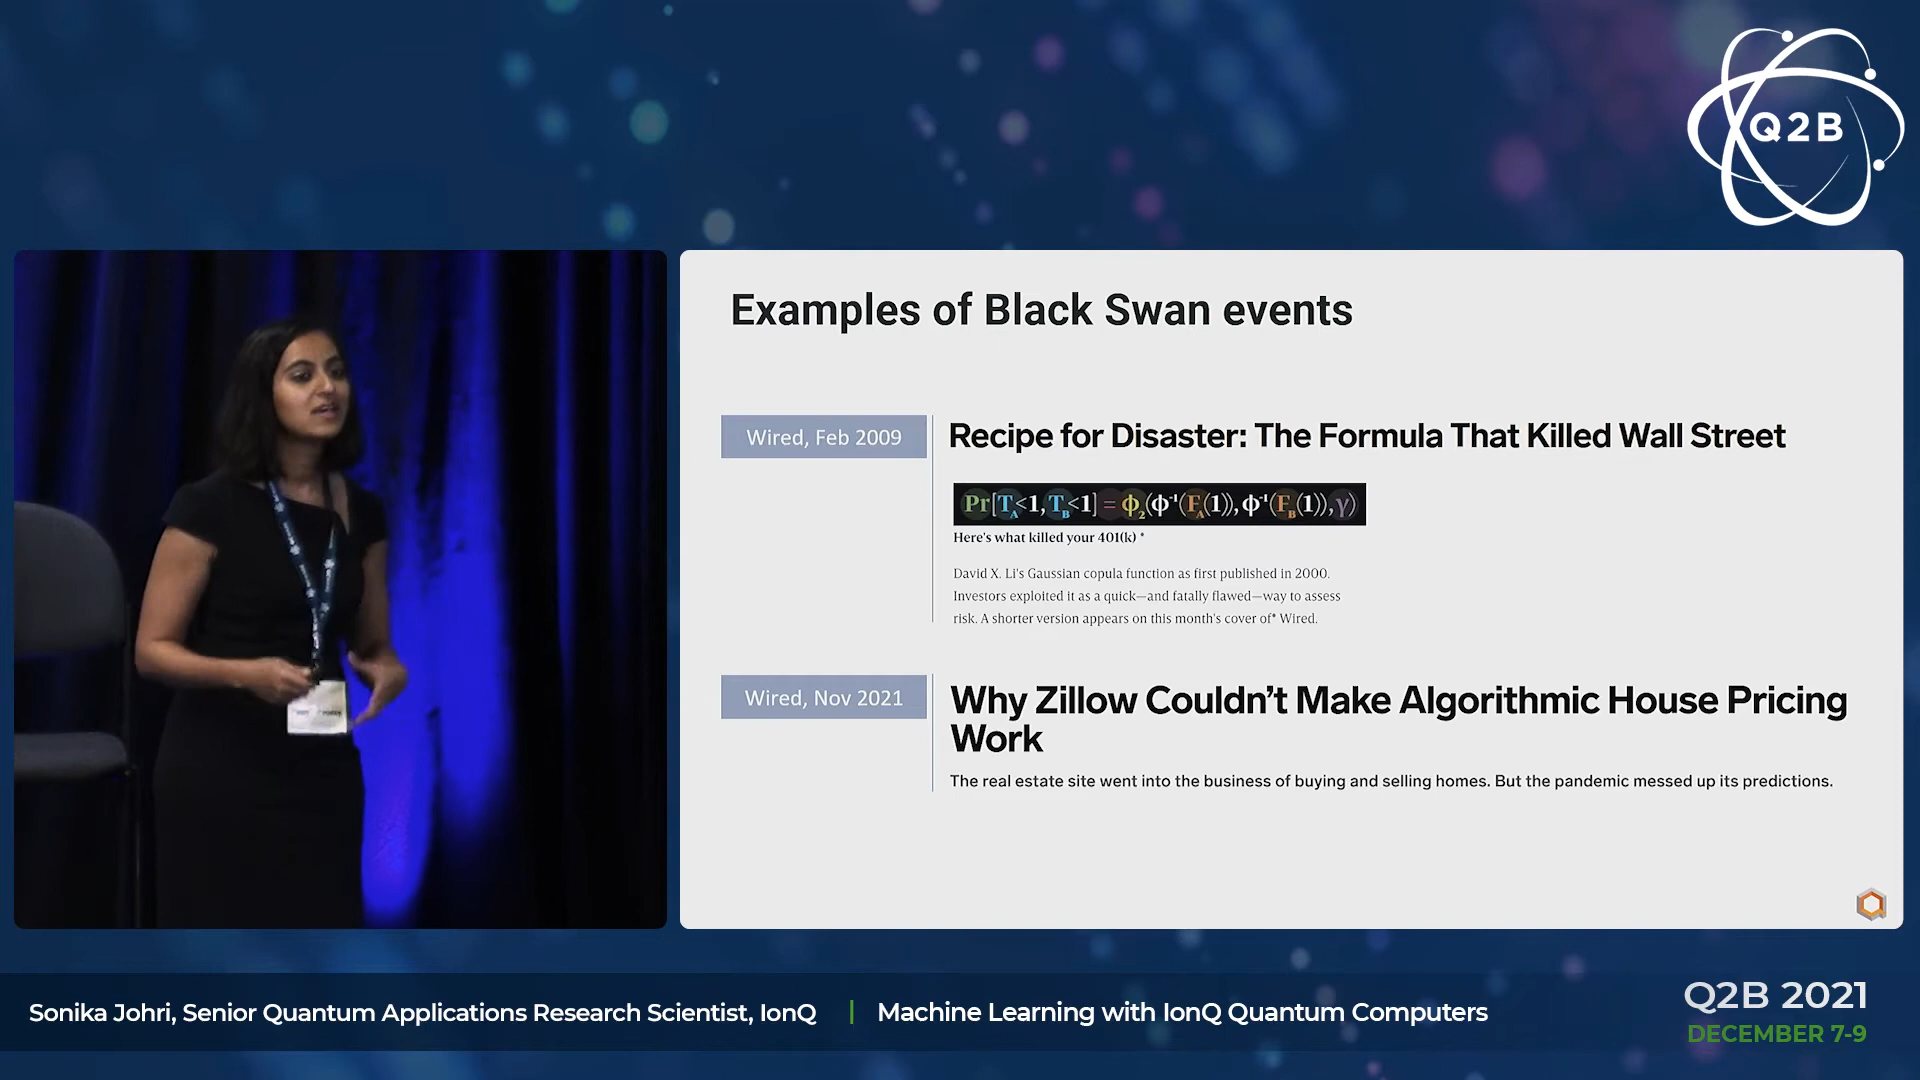 Q2B
Examples of Black Swan events
Wired, Feb 2009
Recipe for Disaster: The Formula That Killed Wall Street
Pr[T_A<1, T_B<1] = ϕ₂(ϕ⁻¹(F_A(1)), ϕ⁻¹(F_B(1)), γ)
Here's what killed your 401(k) *
David X. Li's Gaussian copula function as first published in 2000.
Investors exploited it as a quick—and fatally flawed—way to assess
risk. A shorter version appears on this month's cover of* Wired.
Wired, Nov 2021
Why Zillow Couldn't Make Algorithmic House Pricing
Work
The real estate site went into the business of buying and selling homes. But the pandemic messed up its predictions.
Sonika Johri, Senior Quantum Applications Research Scientist, IonQ | Machine Learning with IonQ Quantum Computers
Q2B 2021
DECEMBER 7-9